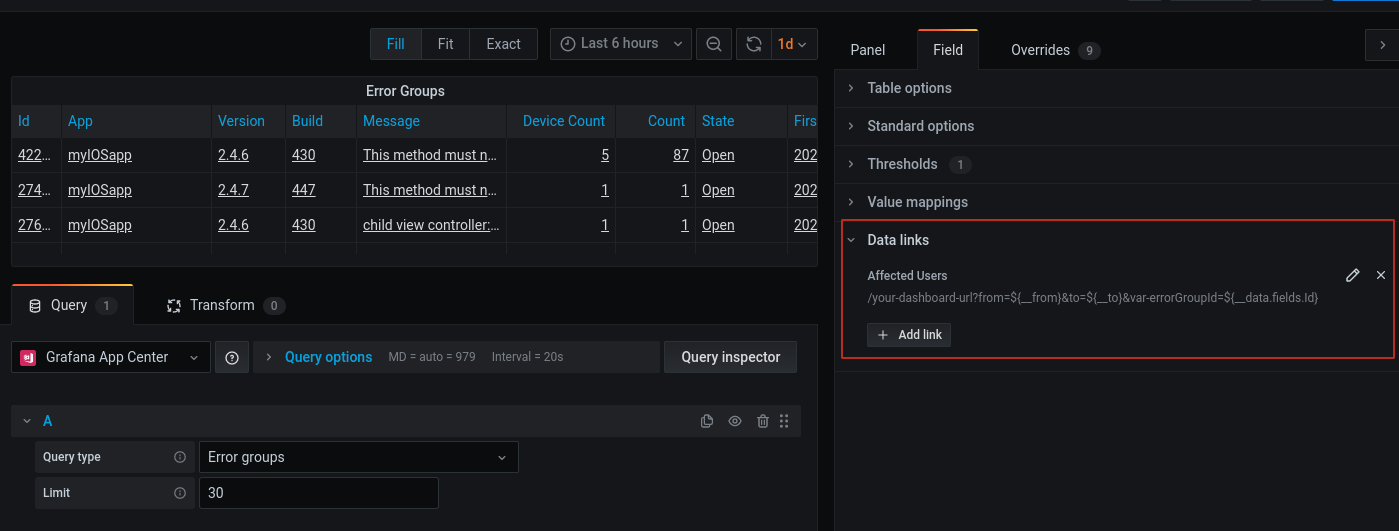 Fill Fit Exact Last 6 hours 1d
Error Groups
Id App Version Build Message Device Count Count State Firs
422... myIOSapp 2.4.6 430 This method must n... 5 87 Open 202
274... myIOSapp 2.4.7 447 This method must n... 1 1 Open 202
276... myIOSapp 2.4.6 430 child view controller:... 1 1 Open 202
Query 1 Transform 0
Grafana App Center Query options MD = auto = 979 Interval = 20s Query inspector
A
Query type Error groups
Limit 30
Panel Field Overrides 9
Table options
Standard options
Thresholds 1
Value mappings
Data links
Affected Users
/your-dashboard-url?from=${__from}&to=${__to}&var-errorGroupId=${__data.fields.Id}
+ Add link